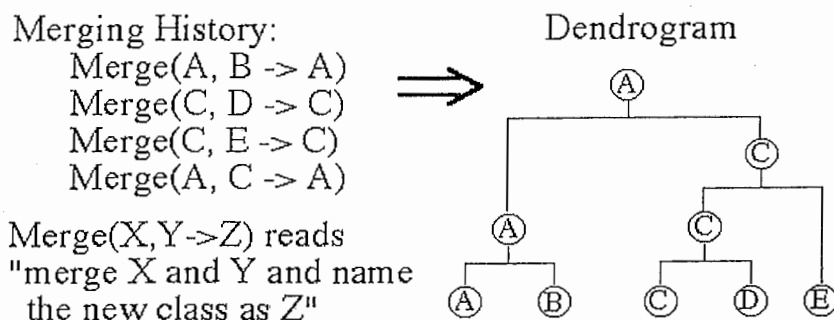 Merging History:
Merge(A, B -> A)
Merge(C, D -> C)
Merge(C, E -> C)
Merge(A, C -> A)
Merge(X,Y->Z) reads
"merge X and Y and name
the new class as Z"
Dendrogram
A
C
A
C
A
B
C
D
E